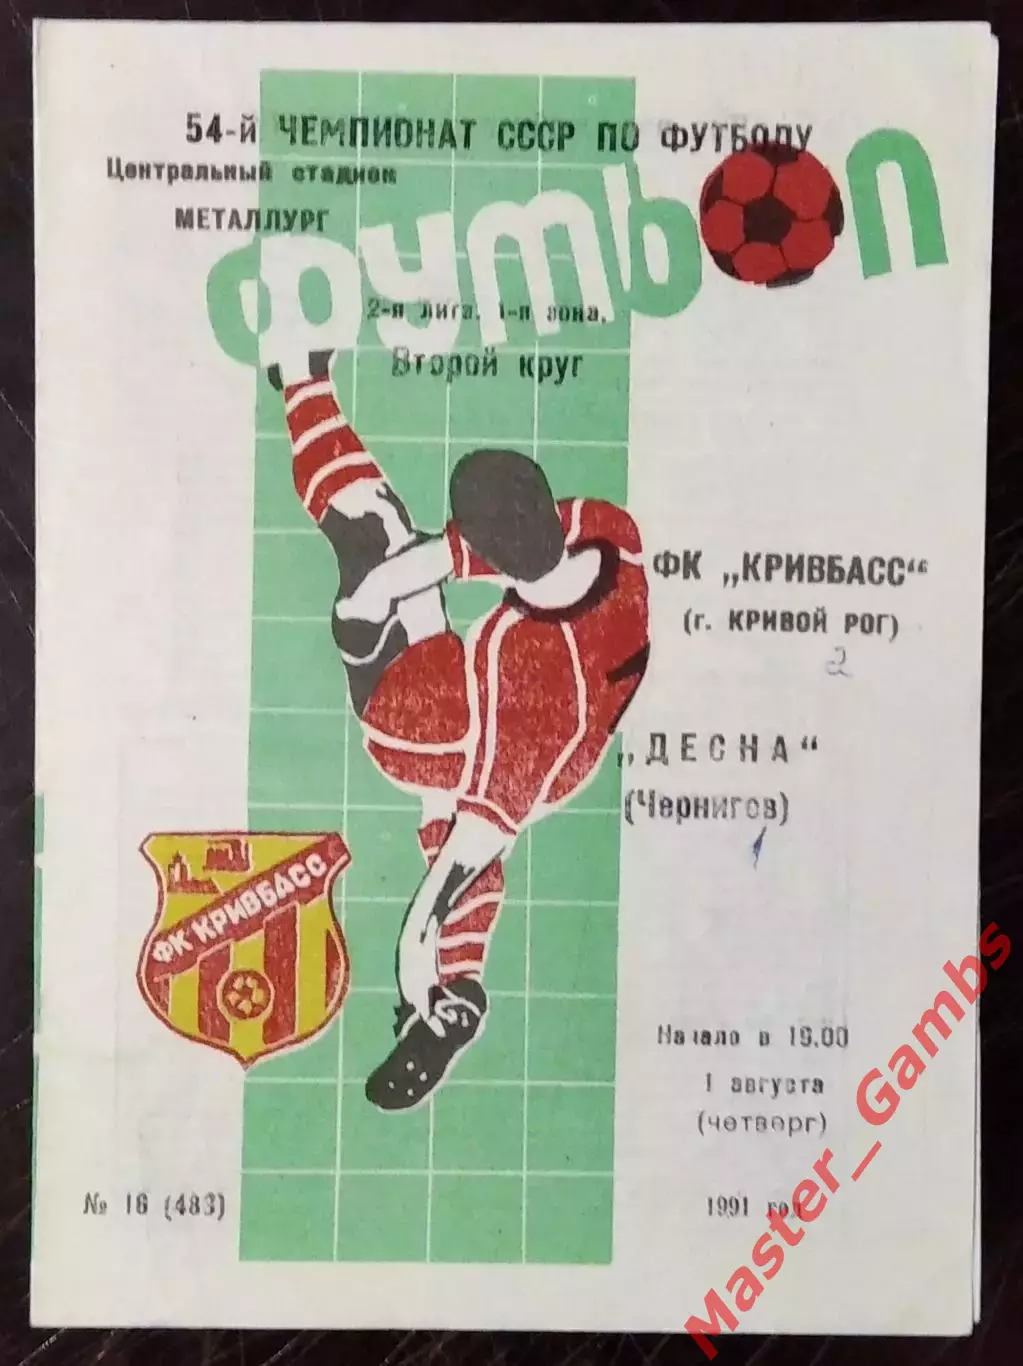 54-й ЧЕМПИОНАТ СССР ПО ФУТБОЛУ
Центральный стадион
МЕТАЛЛУРГ
Футбол
2-я лига. 1-я зона.
Второй круг
ФК „КРИВБАСС“
(г. КРИВОЙ РОГ)
2
„ДЕСНА“
(Чернигов)
1
ФК КРИВБАСС
Начало в 19.00
1 августа
(четверг)
№ 16 (483)
1991 год
Master_Gambs